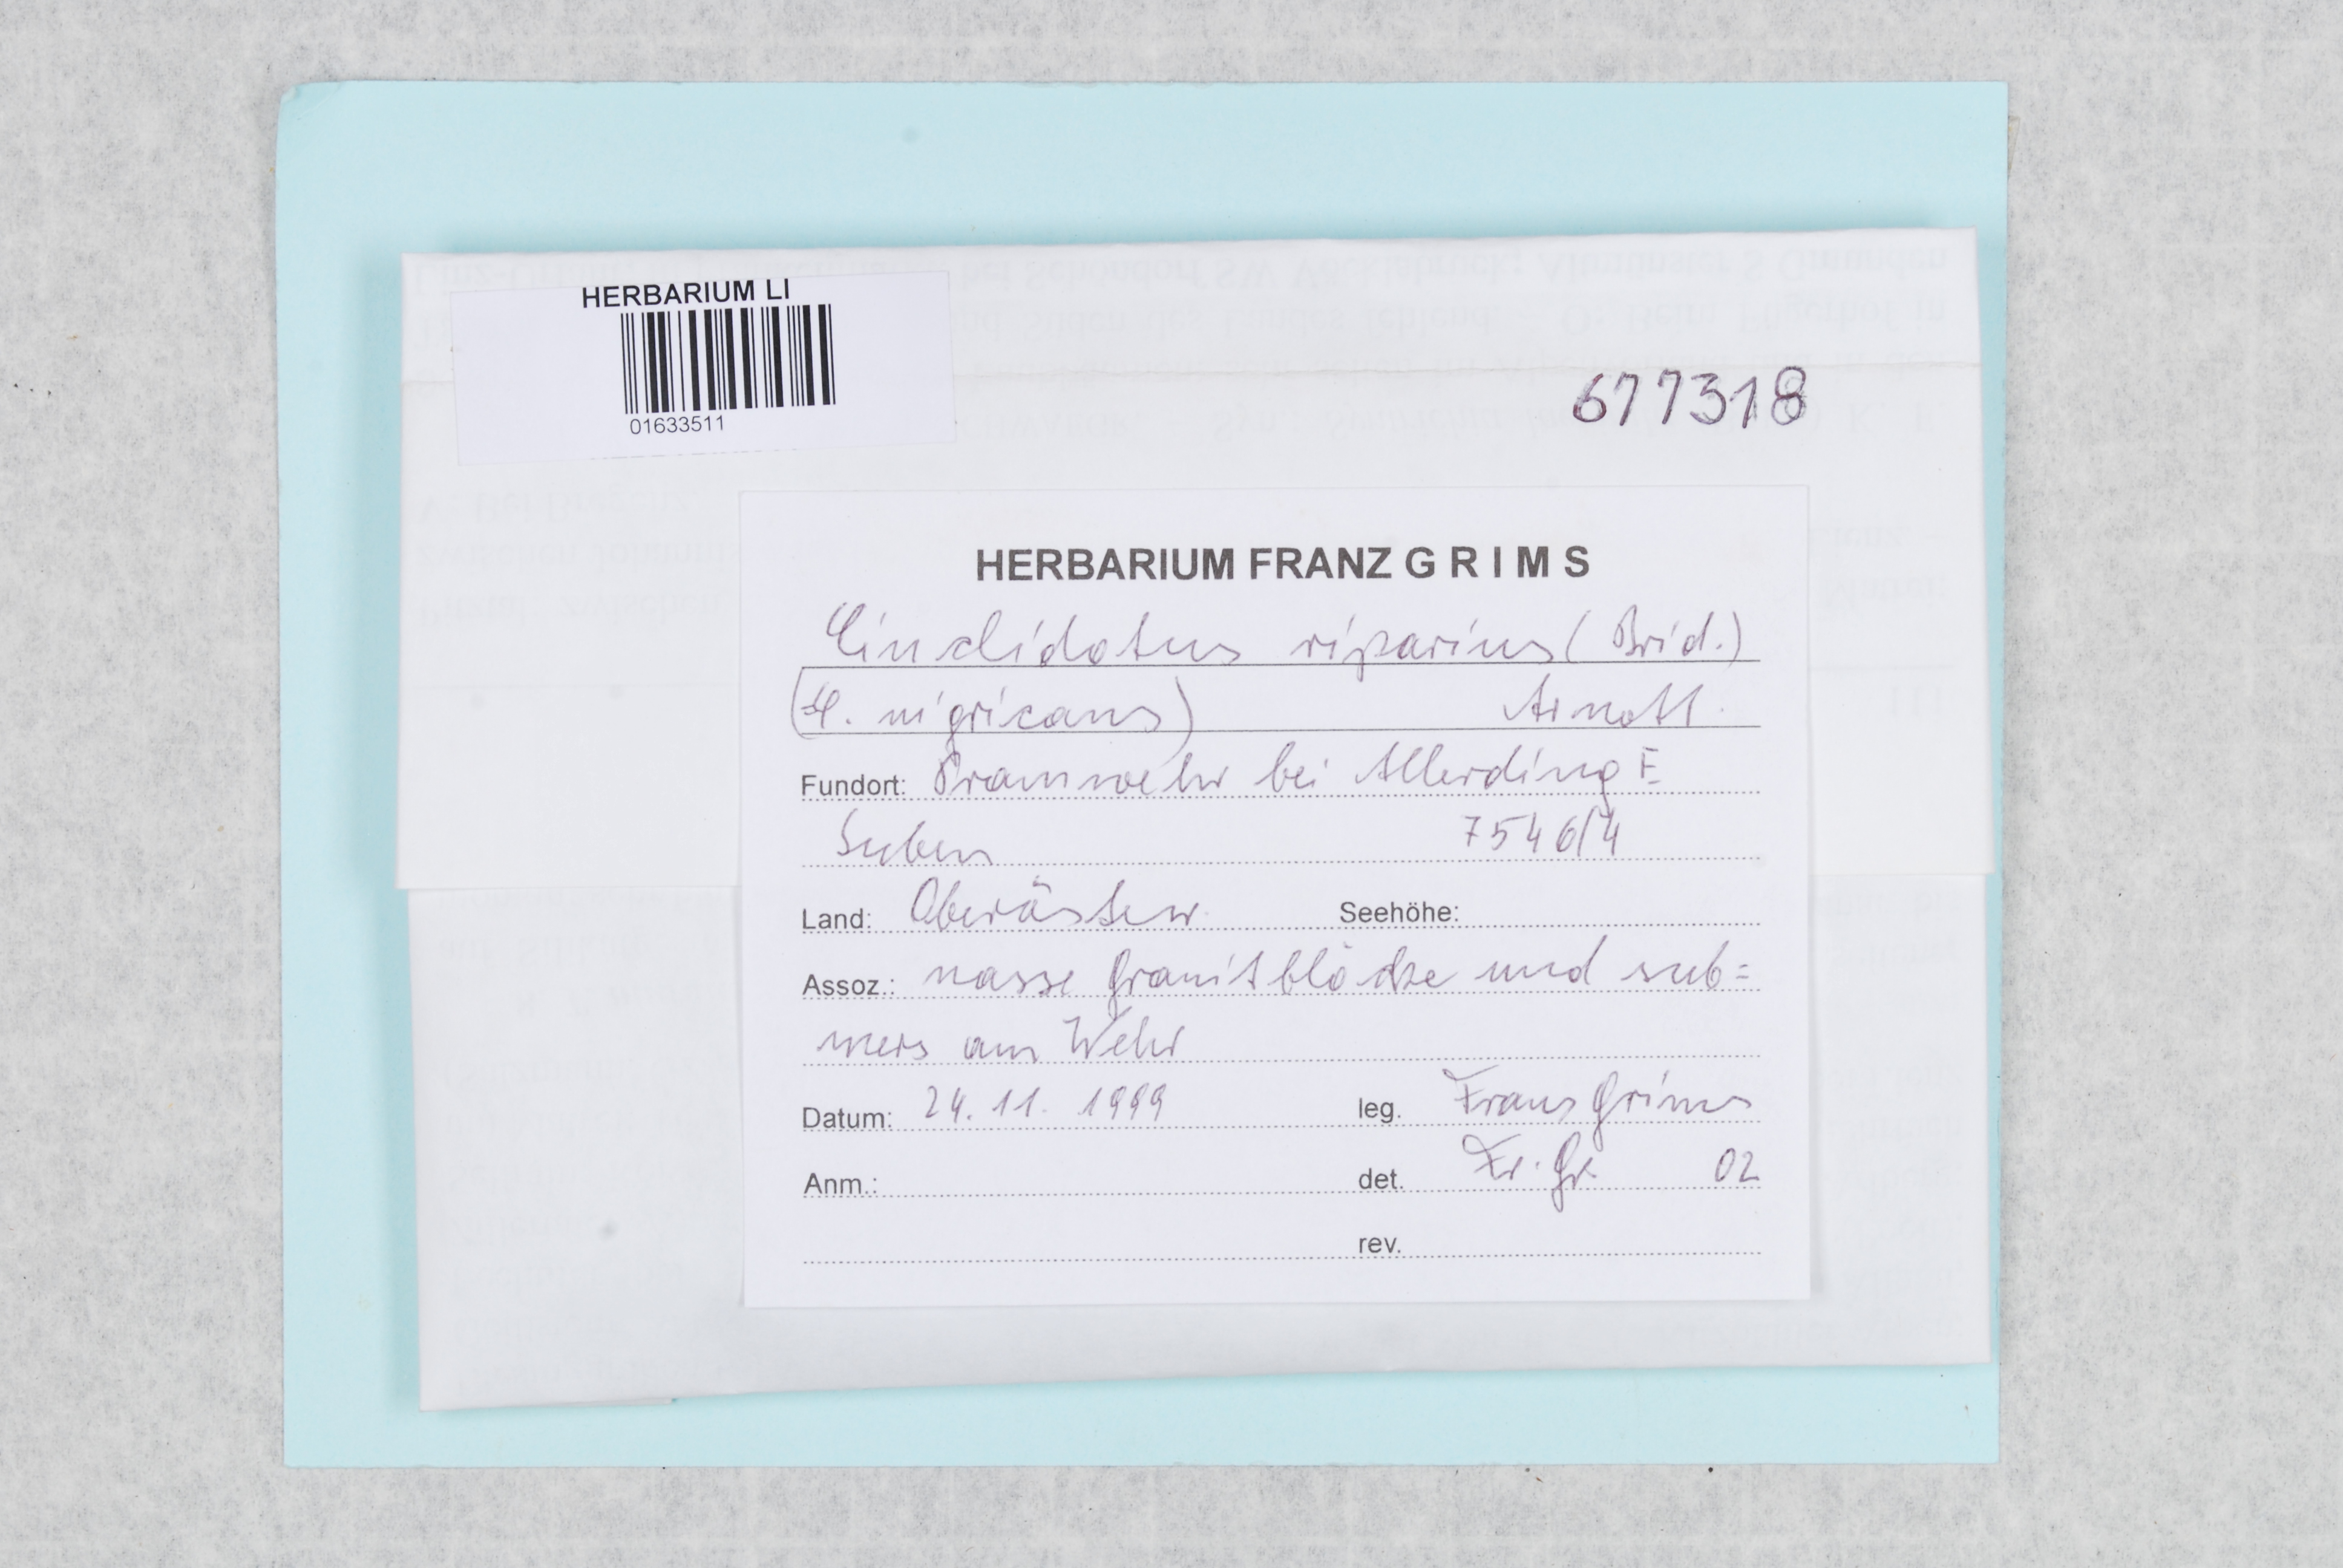 HERBARIUM LI
01633511
677318
HERBARIUM FRANZ G R I M S
Cinclidotus riparius (Brid.)
nigricans) Arnott
Fundort: Pramwehr bei Allerding E
Suben 7546/4
Land: Oberösterr. Seehöhe:
Assoz.: nasse Granitblöcke und sub=
mers am Wehr
Datum: 24.11.1999 leg. Franz Grims
Anm.: det. Fr. Gr. 02
rev.